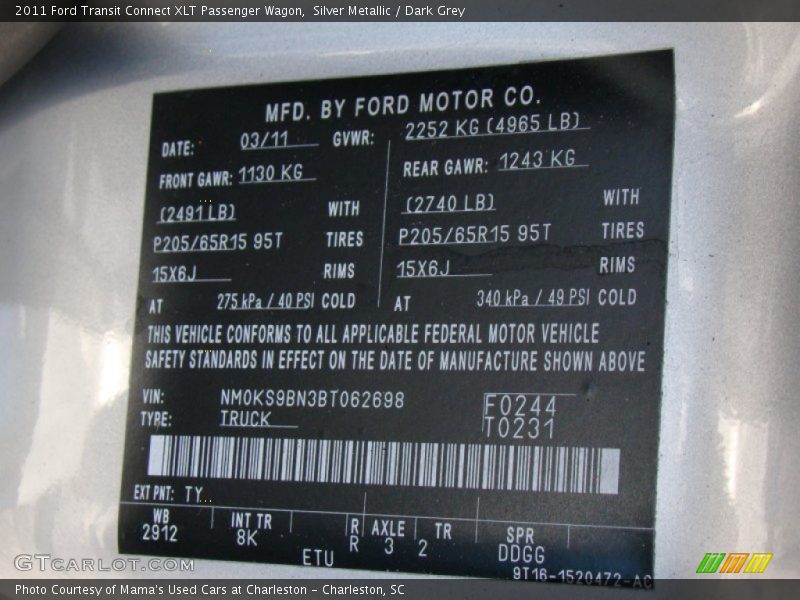 2011 Ford Transit Connect XLT Passenger Wagon,  Silver Metallic / Dark Grey
MFD. BY FORD MOTOR CO.
DATE: 03/11 GVWR: 2252 KG (4965 LB)
FRONT GAWR: 1130 KG REAR GAWR: 1243 KG
(2491 LB) WITH (2740 LB) WITH
P205/65R15 95T TIRES P205/65R15 95T TIRES
15X6J RIMS 15X6J RIMS
AT 275 kPa / 40 PSI COLD AT 340 kPa / 49 PSI COLD
THIS VEHICLE CONFORMS TO ALL APPLICABLE FEDERAL MOTOR VEHICLE
SAFETY STANDARDS IN EFFECT ON THE DATE OF MANUFACTURE SHOWN ABOVE
VIN: NM0KS9BN3BT062698 F0244
TYPE: TRUCK T0231
EXT PNT: TY
WB INT TR R AXLE TR SPR
2912 8K R 3 2 DDGG
ETU 9T16-1520472-AC
GTCARLOT.COM
Photo Courtesy of Mama's Used Cars at Charleston - Charleston, SC